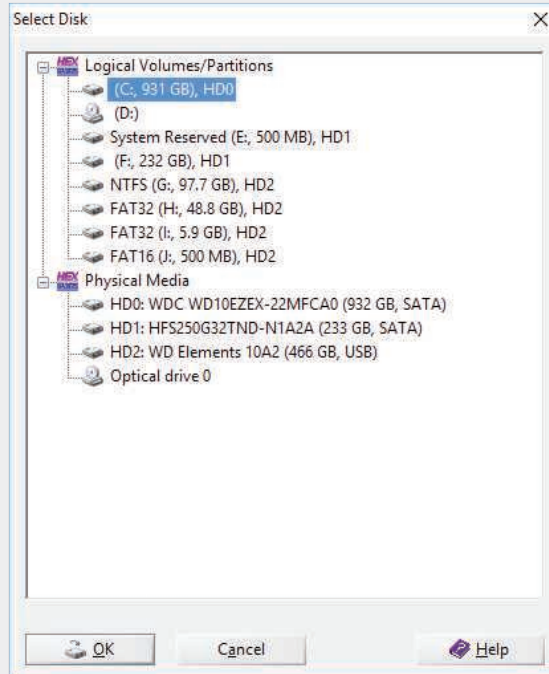 Select Disk
HEX
Logical Volumes/Partitions
(C:, 931 GB), HD0
(D:)
System Reserved (E:, 500 MB), HD1
(F:, 232 GB), HD1
NTFS (G:, 97.7 GB), HD2
FAT32 (H:, 48.8 GB), HD2
FAT32 (I:, 5.9 GB), HD2
FAT16 (J:, 500 MB), HD2
HEX
Physical Media
HD0: WDC WD10EZEX-22MFCA0 (932 GB, SATA)
HD1: HFS250G32TND-N1A2A (233 GB, SATA)
HD2: WD Elements 10A2 (466 GB, USB)
Optical drive 0
OK
Cancel
Help